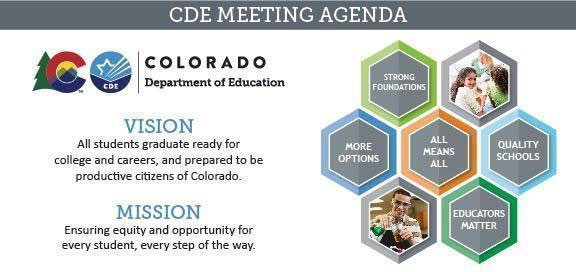 CDE MEETING AGENDA
CDE
COLORADO
Department of Education
VISION
All students graduate ready for
college and careers, and prepared to be
productive citizens of Colorado.
MISSION
Ensuring equity and opportunity for
every student, every step of the way.
STRONG
FOUNDATIONS
MORE
OPTIONS
ALL
MEANS
ALL
QUALITY
SCHOOLS
EDUCATORS
MATTER